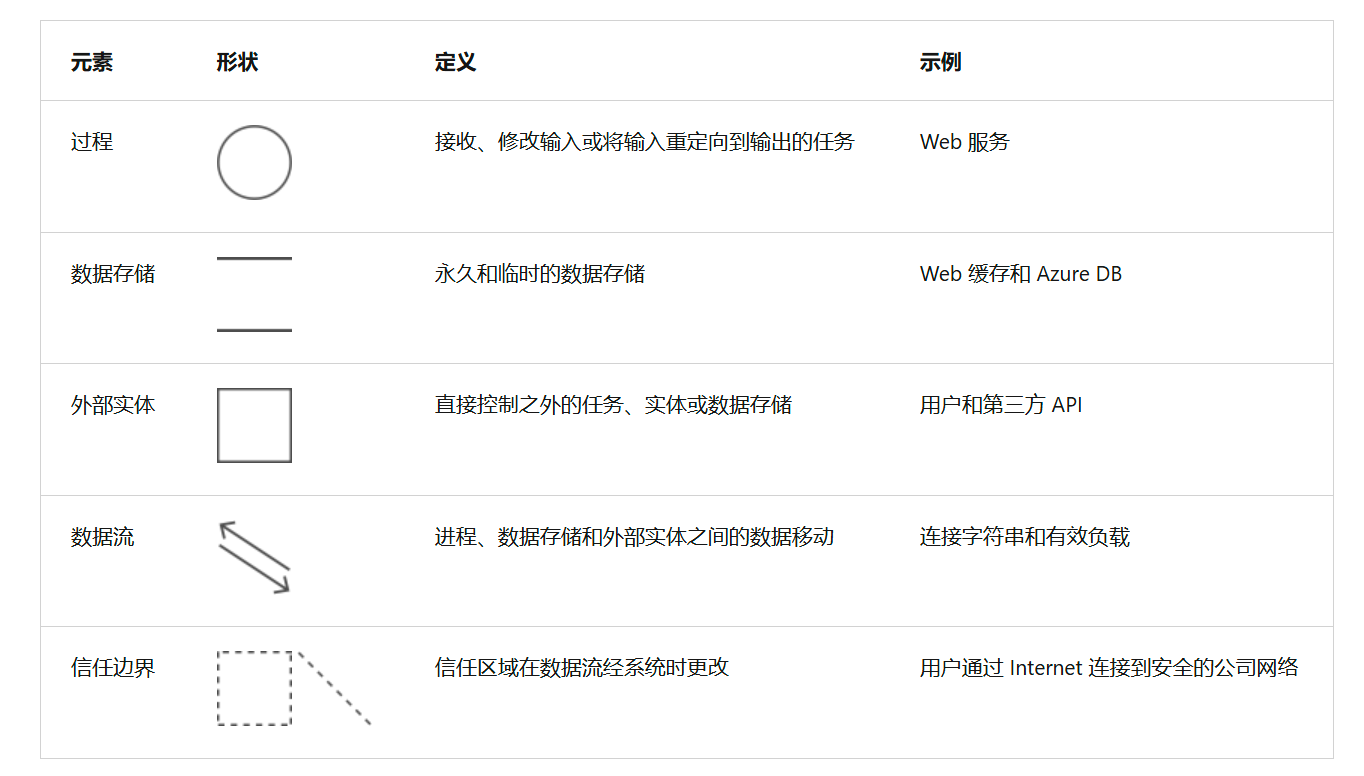 元素 形状 定义 示例
过程 接收、修改输入或将输入重定向到输出的任务 Web 服务
数据存储 永久和临时的数据存储 Web 缓存和 Azure DB
外部实体 直接控制之外的任务、实体或数据存储 用户和第三方 API
数据流 进程、数据存储和外部实体之间的数据移动 连接字符串和有效负载
信任边界 信任区域在数据流经系统时更改 用户通过 Internet 连接到安全的公司网络